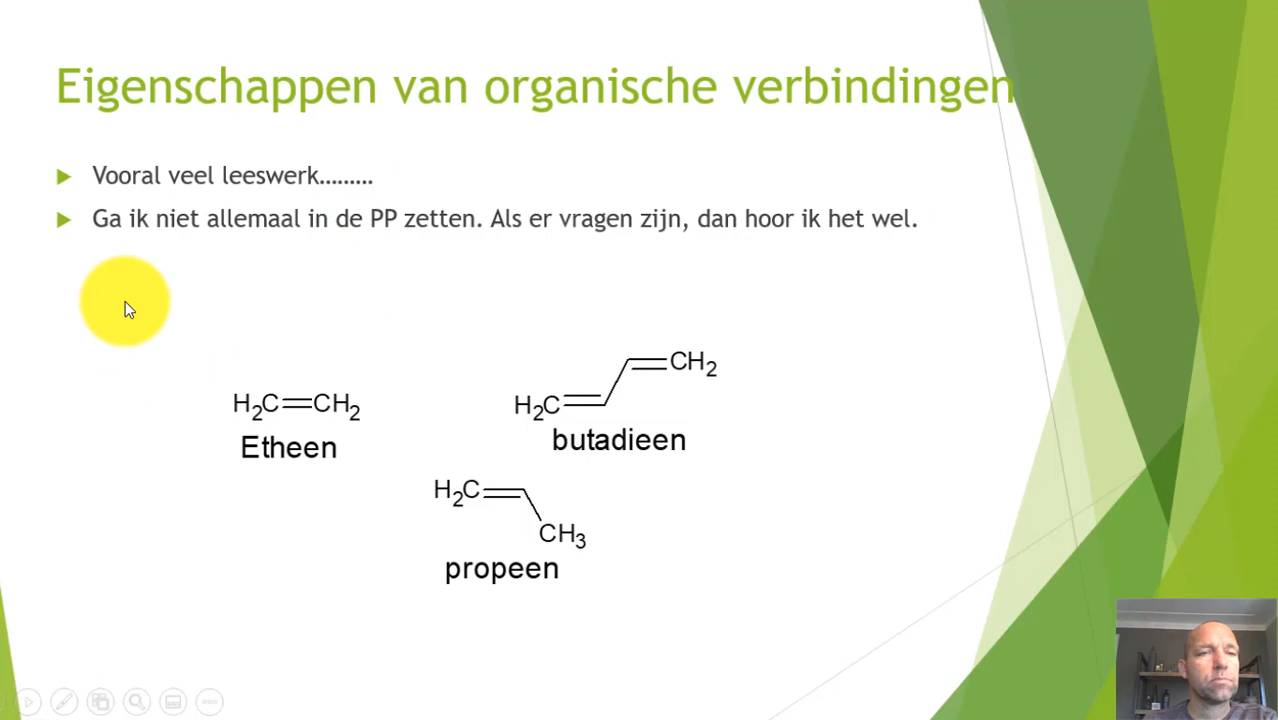 Eigenschappen van organische verbindingen
Vooral veel leeswerk.........
Ga ik niet allemaal in de PP zetten. Als er vragen zijn, dan hoor ik het wel.
H₂C=CH₂
Etheen
CH₂
H₂C
butadieen
H₂C
CH₃
propeen